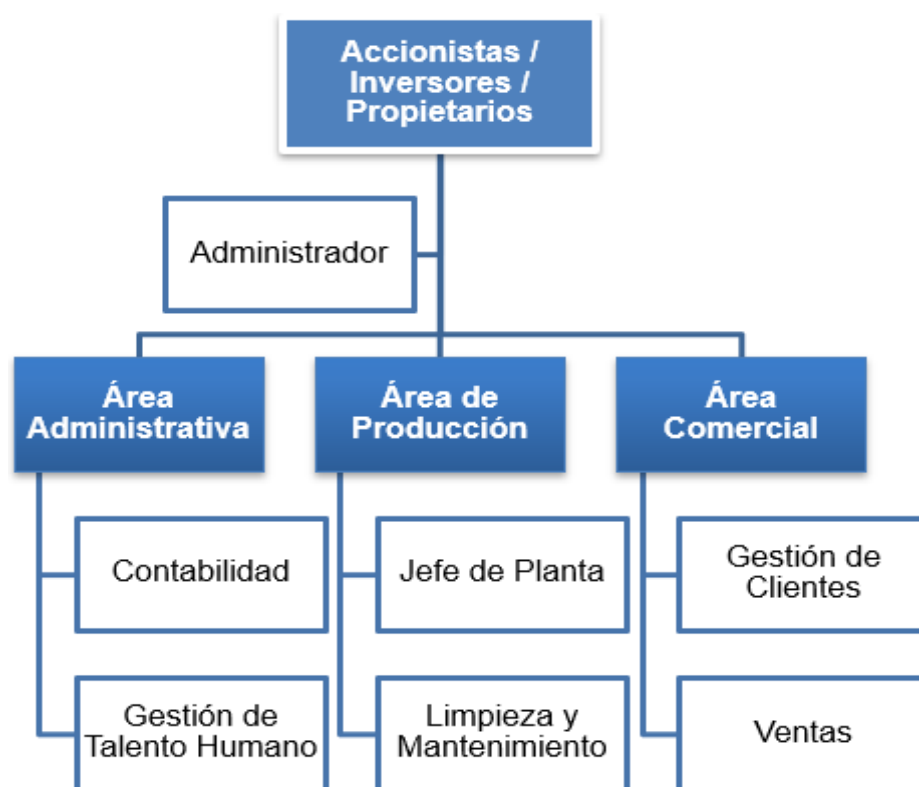 Accionistas /
Inversores /
Propietarios
Administrador
Área
Administrativa
Área de
Producción
Área
Comercial
Contabilidad
Jefe de Planta
Gestión de
Clientes
Gestión de
Talento Humano
Limpieza y
Mantenimiento
Ventas